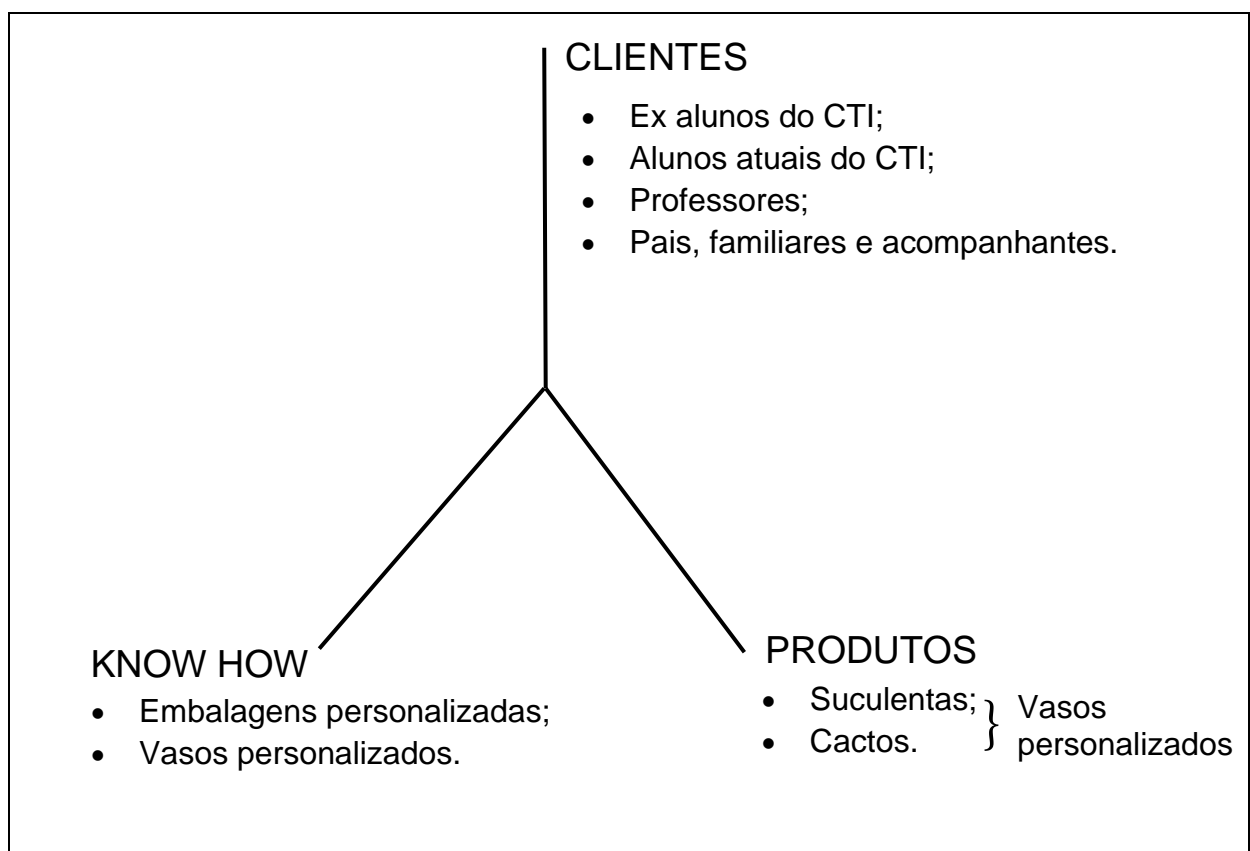 CLIENTES
• Ex alunos do CTI;
• Alunos atuais do CTI;
• Professores;
• Pais, familiares e acompanhantes.
KNOW HOW
• Embalagens personalizadas;
• Vasos personalizados.
PRODUTOS
• Suculentas;
• Cactos.
} Vasos
personalizados